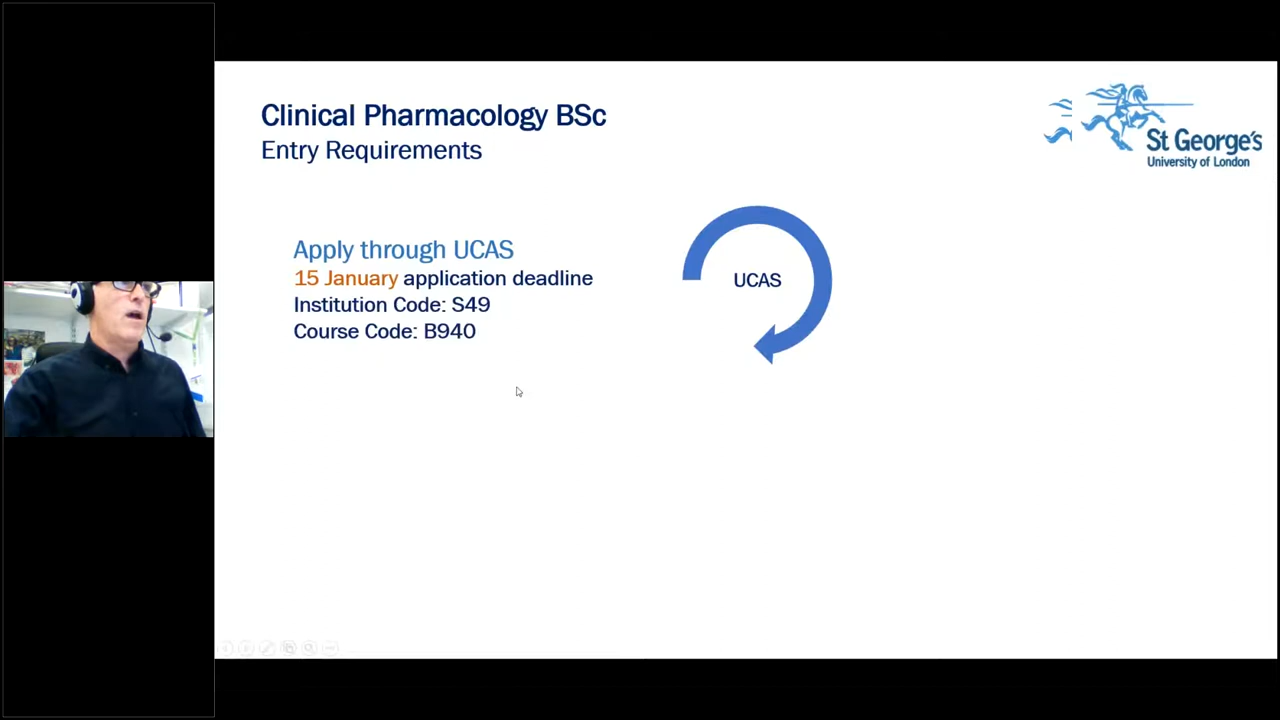 Clinical Pharmacology BSc
Entry Requirements
St George's
University of London
Apply through UCAS
15 January application deadline
Institution Code: S49
Course Code: B940
UCAS